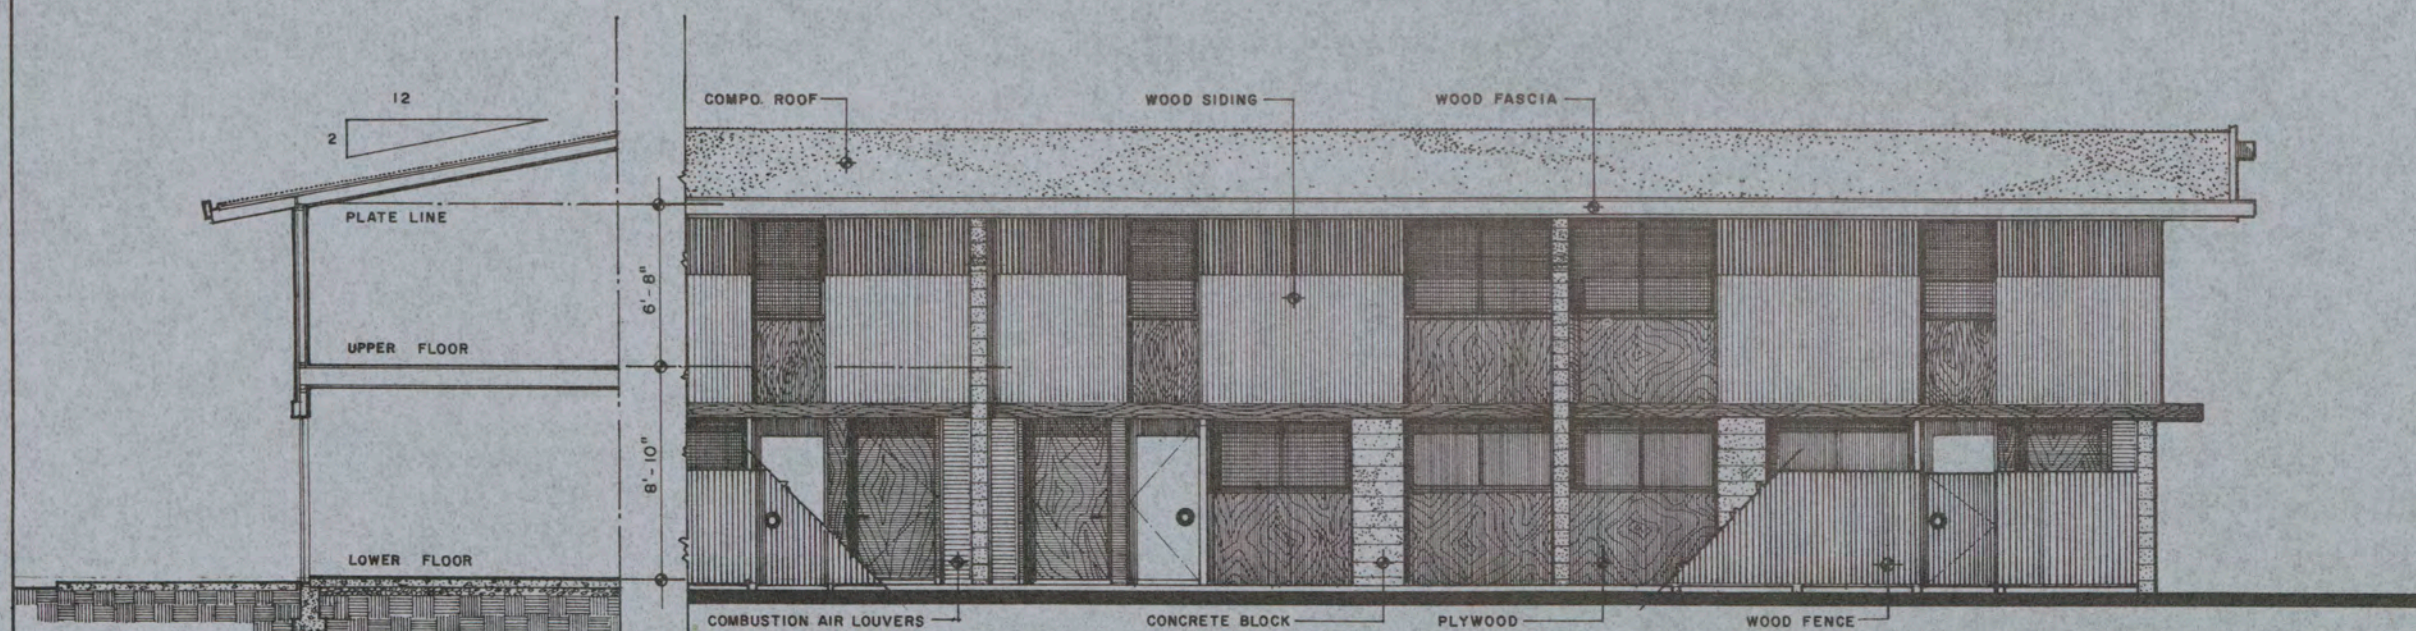 12
2
COMPO. ROOF
WOOD SIDING
WOOD FASCIA
PLATE LINE
6'-8"
UPPER FLOOR
8'-10"
LOWER FLOOR
COMBUSTION AIR LOUVERS
CONCRETE BLOCK
PLYWOOD
WOOD FENCE